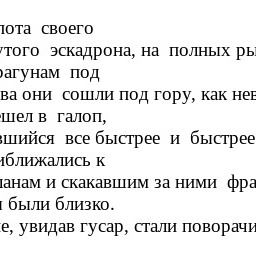 лота своего
утого эскадрона, на полных ры
рагунам под
ва они сошли под гору, как нев
ешел в галоп,
вшийся все быстрее и быстрее
иближались к
ланам и скакавшим за ними фра
и были близко.
е, увидав гусар, стали поворачи